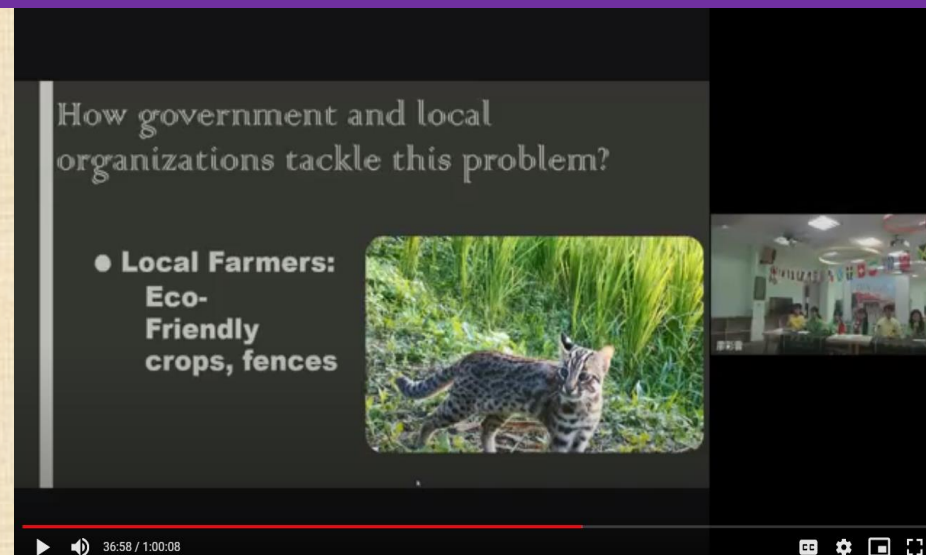 How government and local
organizations tackle this problem?
● Local Farmers:
Eco-
Friendly
crops, fences
36:58 / 1:00:08
CC